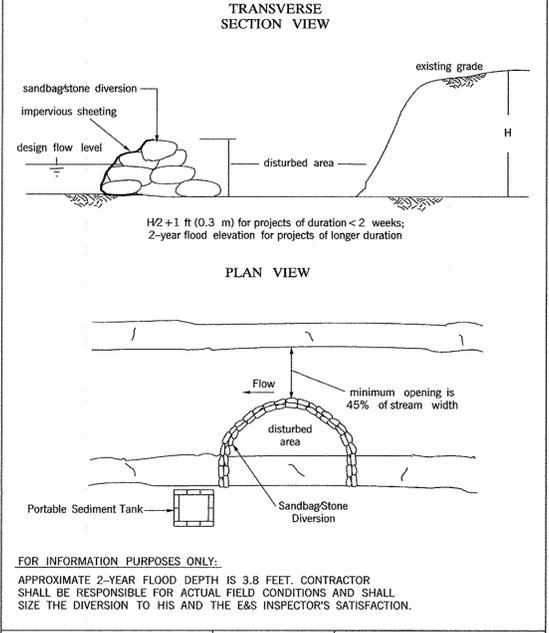 TRANSVERSE
SECTION VIEW
existing grade
sandbag/stone diversion
impervious sheeting
design flow level
H
disturbed area
H/2+1 ft (0.3 m) for projects of duration < 2 weeks;
2-year flood elevation for projects of longer duration
PLAN VIEW
Flow
minimum opening is
45% of stream width
disturbed
area
Sandbag/Stone
Diversion
Portable Sediment Tank
FOR INFORMATION PURPOSES ONLY:
APPROXIMATE 2-YEAR FLOOD DEPTH IS 3.8 FEET. CONTRACTOR
SHALL BE RESPONSIBLE FOR ACTUAL FIELD CONDITIONS AND SHALL
SIZE THE DIVERSION TO HIS AND THE E&S INSPECTOR'S SATISFACTION.